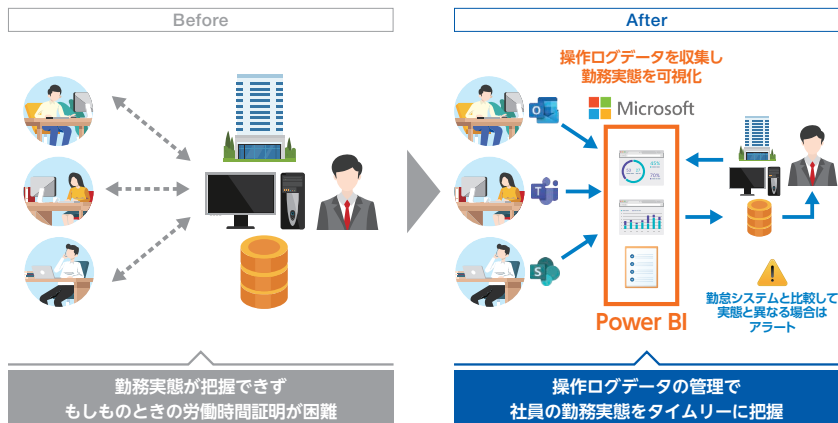 Before
勤務実態が把握できず
もしものときの労働時間証明が困難
After
操作ログデータを収集し
勤務実態を可視化
Microsoft
O
T
S
45%
70%
Power BI
勤怠システムと比較して
実態と異なる場合は
アラート
操作ログデータの管理で
社員の勤務実態をタイムリーに把握